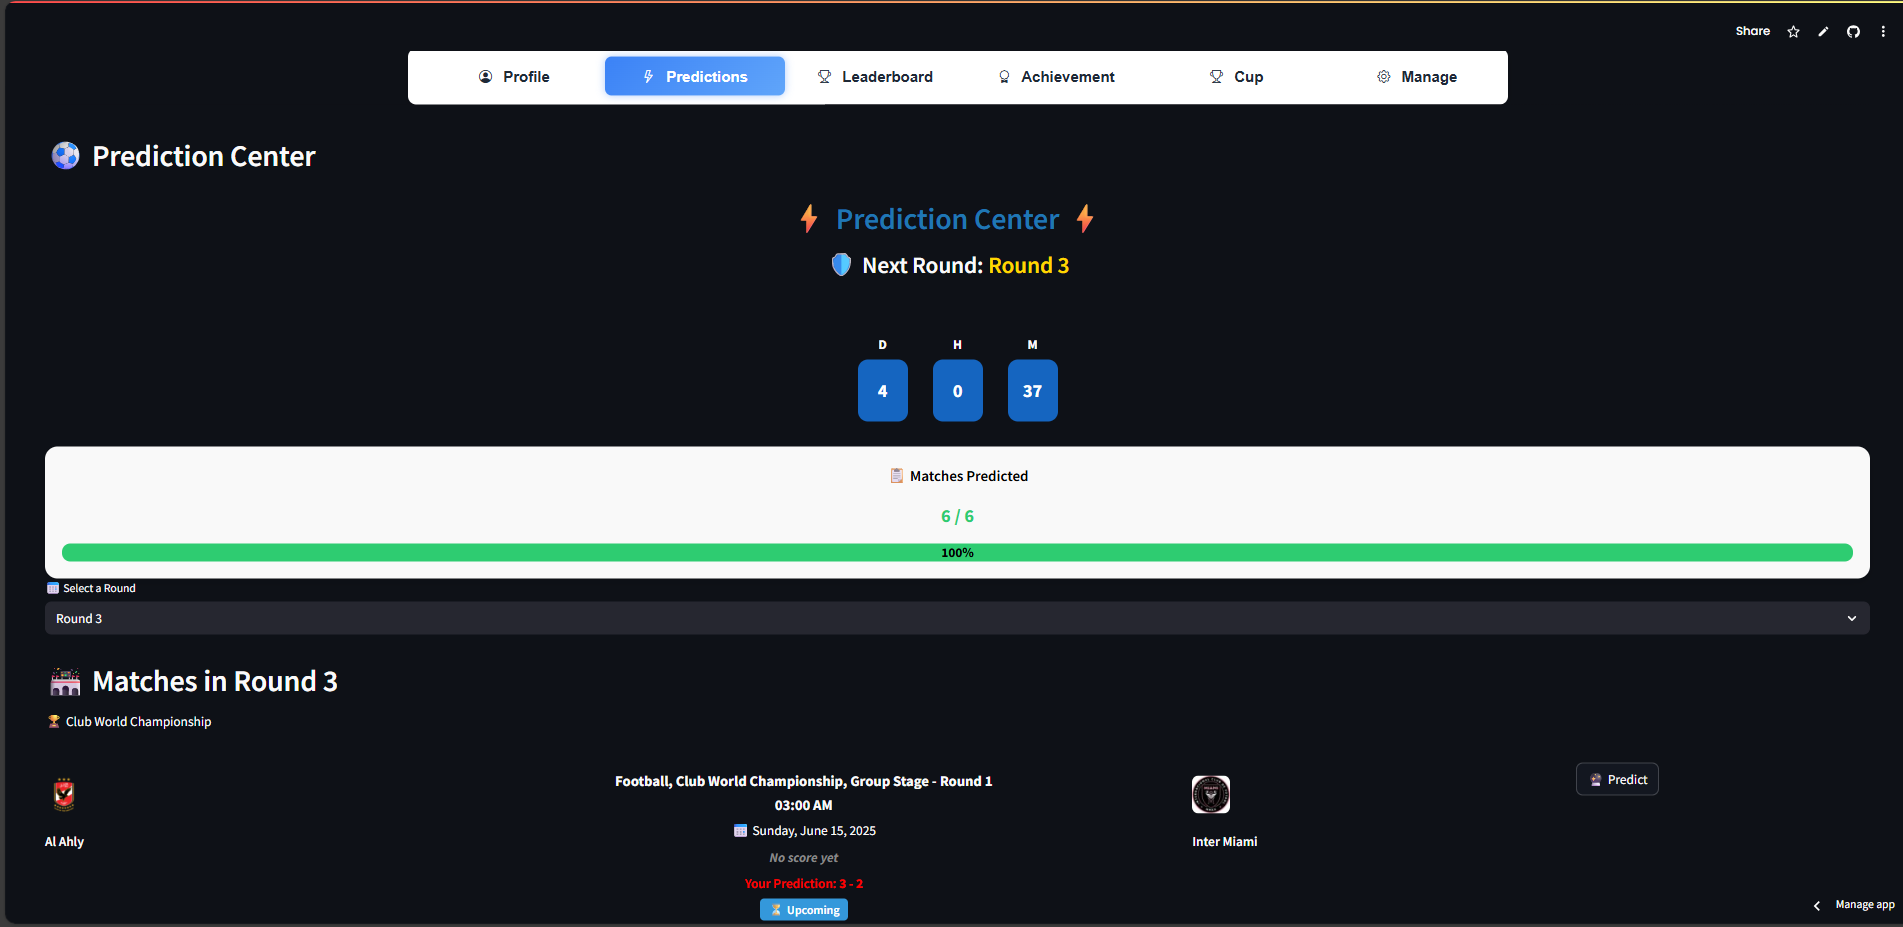 Share
Profile
Predictions
Leaderboard
Achievement
Cup
Manage
Prediction Center
Prediction Center
Next Round: Round 3
D H M
4 0 37
Matches Predicted
6 / 6
100%
Select a Round
Round 3
Matches in Round 3
Club World Championship
Football, Club World Championship, Group Stage - Round 1
03:00 AM
Sunday, June 15, 2025
No score yet
Your Prediction: 3 - 2
Upcoming
Al Ahly
Inter Miami
Predict
Manage app